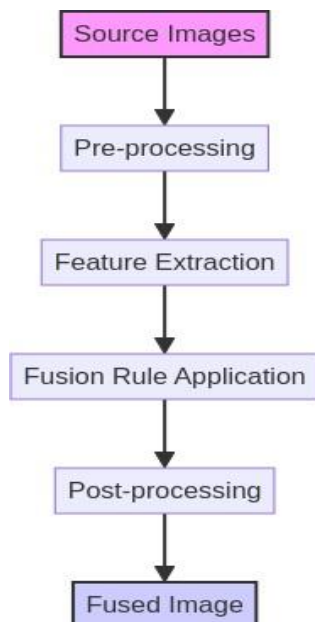 Source Images
Pre-processing
Feature Extraction
Fusion Rule Application
Post-processing
Fused Image